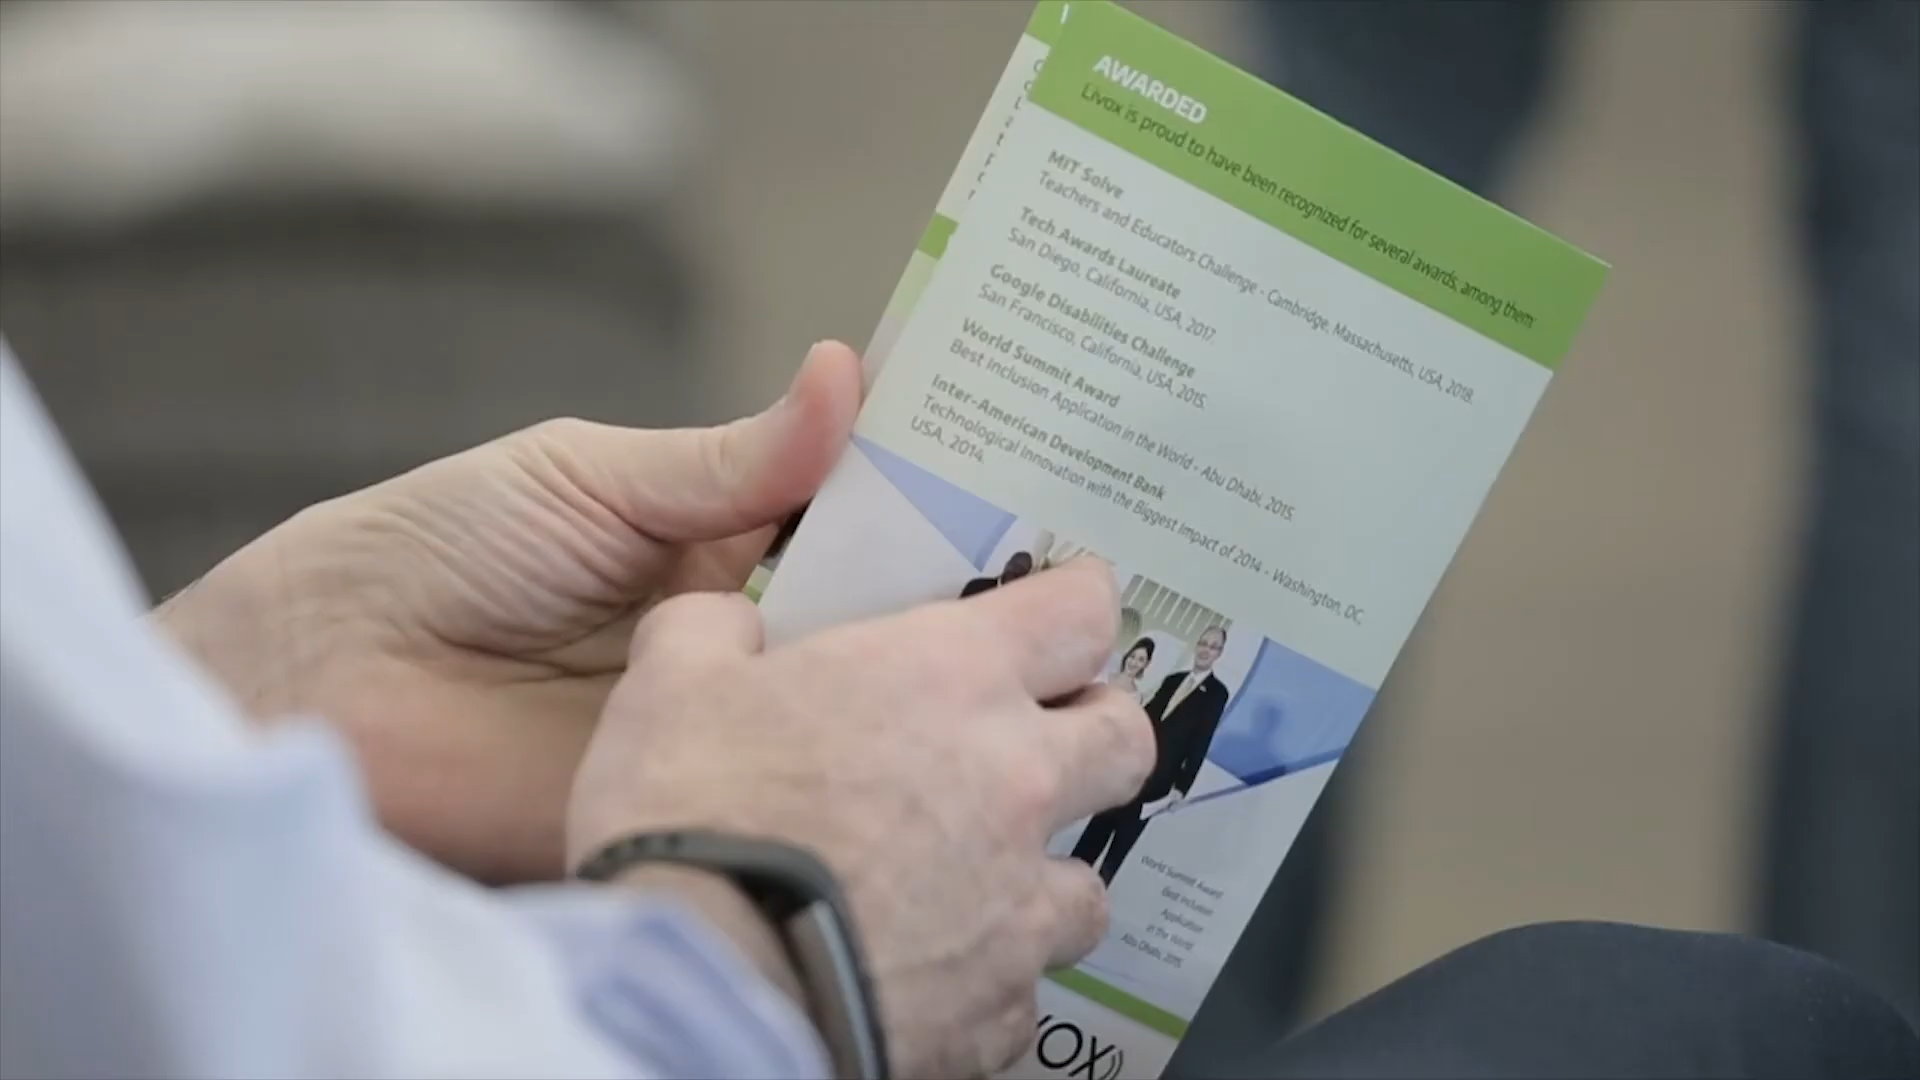 AWARDED
Livox is proud to have been recognized for several awards, among them:
MIT Solve
Teachers and Educators Challenge - Cambridge, Massachusetts, USA, 2018.
Tech Awards Laureate
San Diego, California, USA, 2017.
Google Disabilities Challenge
San Francisco, California, USA, 2015.
World Summit Award
Best Inclusion Application in the World - Abu Dhabi, 2015.
Inter-American Development Bank
Technological Innovation with the Biggest Impact of 2014 - Washington, DC,
USA, 2014.
World Summit Award
Best Inclusion
Application
in the World
Abu Dhabi, 2015
vox